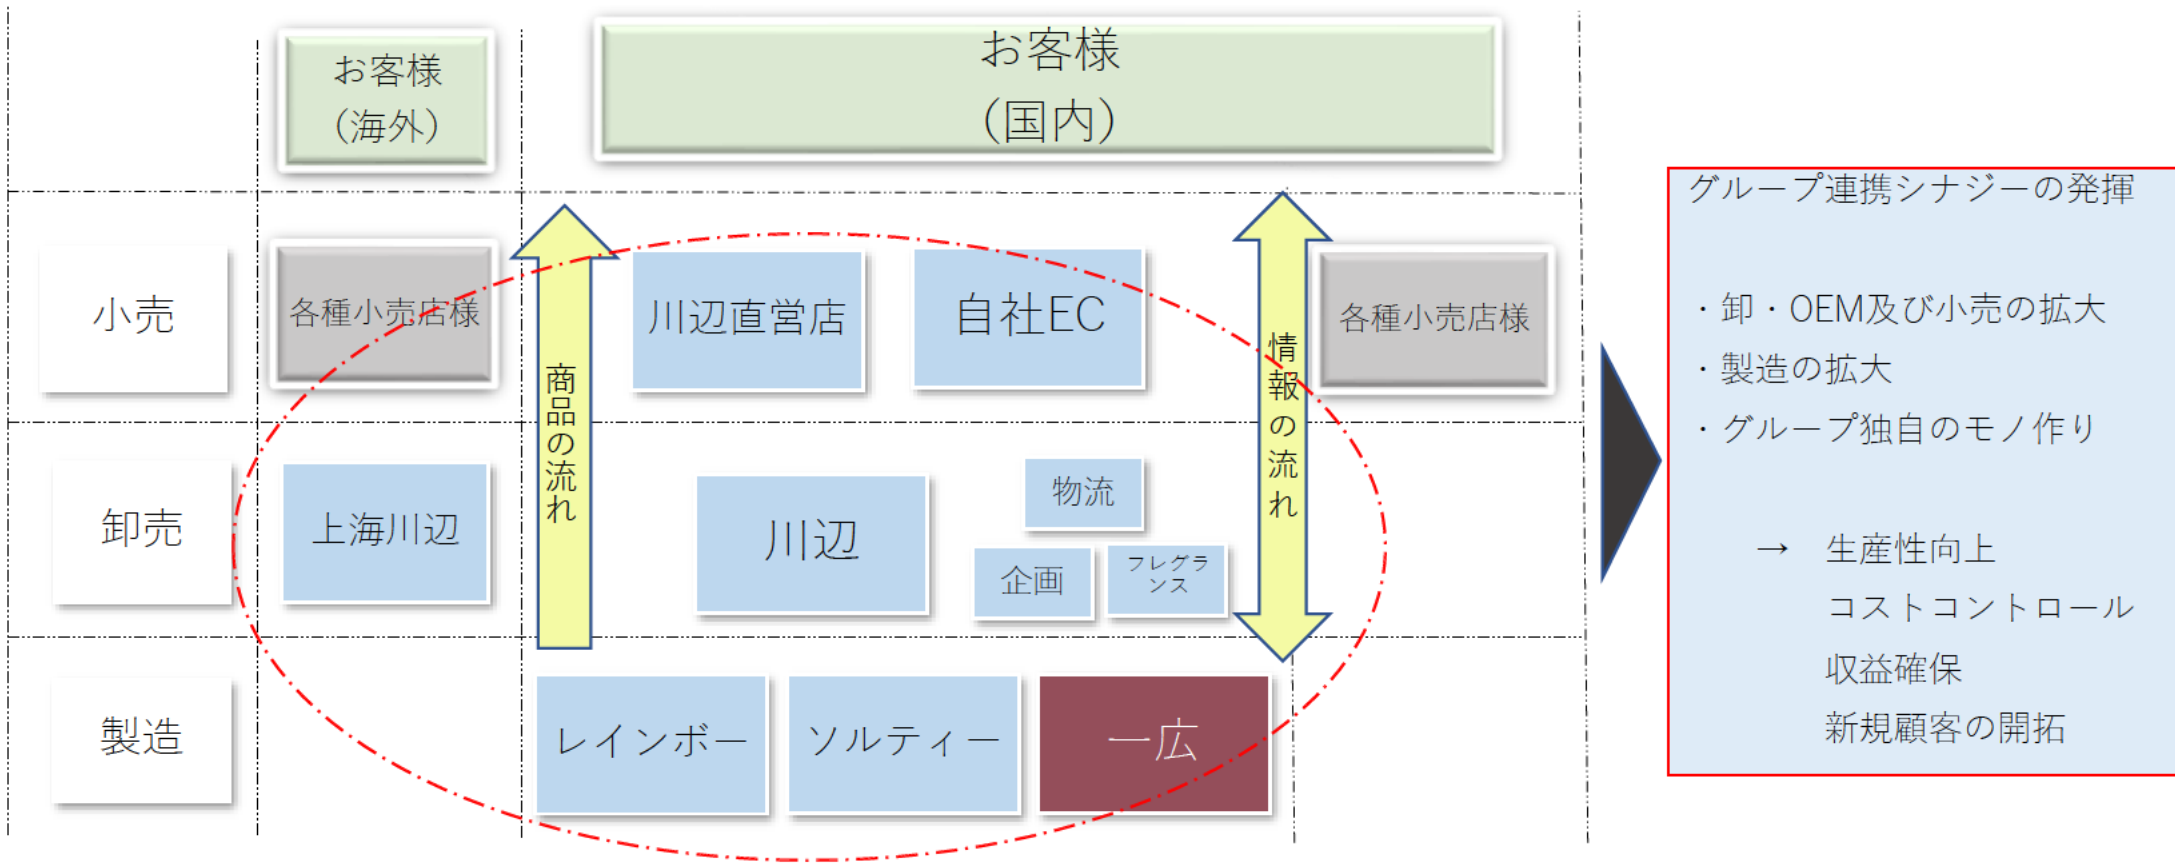 お客様
（海外）
お客様
（国内）
小売
各種小売店様
商品の流れ
川辺直営店
自社EC
情報の流れ
各種小売店様
卸売
上海川辺
川辺
物流
企画
フレグラ
ンス
製造
レインボー
ソルティー
一広
グループ連携シナジーの発揮
・卸・OEM及び小売の拡大
・製造の拡大
・グループ独自のモノ作り
→　生産性向上
コストコントロール
収益確保
新規顧客の開拓